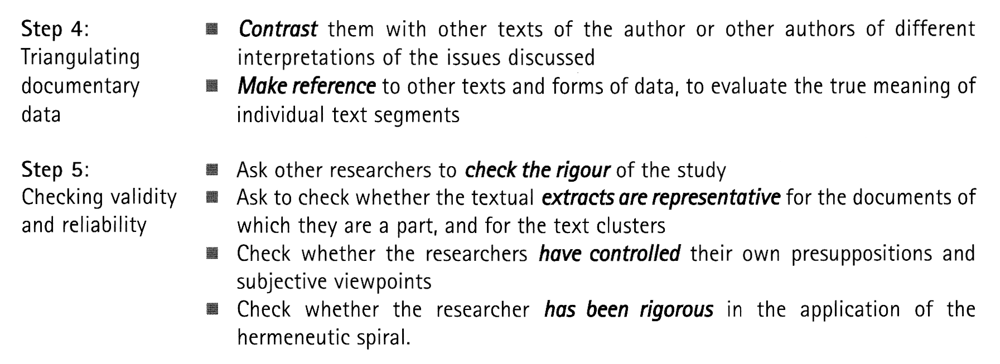 Step 4:
Triangulating
documentary
data
■ Contrast them with other texts of the author or other authors of different
interpretations of the issues discussed
■ Make reference to other texts and forms of data, to evaluate the true meaning of
individual text segments
Step 5:
Checking validity
and reliability
■ Ask other researchers to check the rigour of the study
■ Ask to check whether the textual extracts are representative for the documents of
which they are a part, and for the text clusters
■ Check whether the researchers have controlled their own presuppositions and
subjective viewpoints
■ Check whether the researcher has been rigorous in the application of the
hermeneutic spiral.